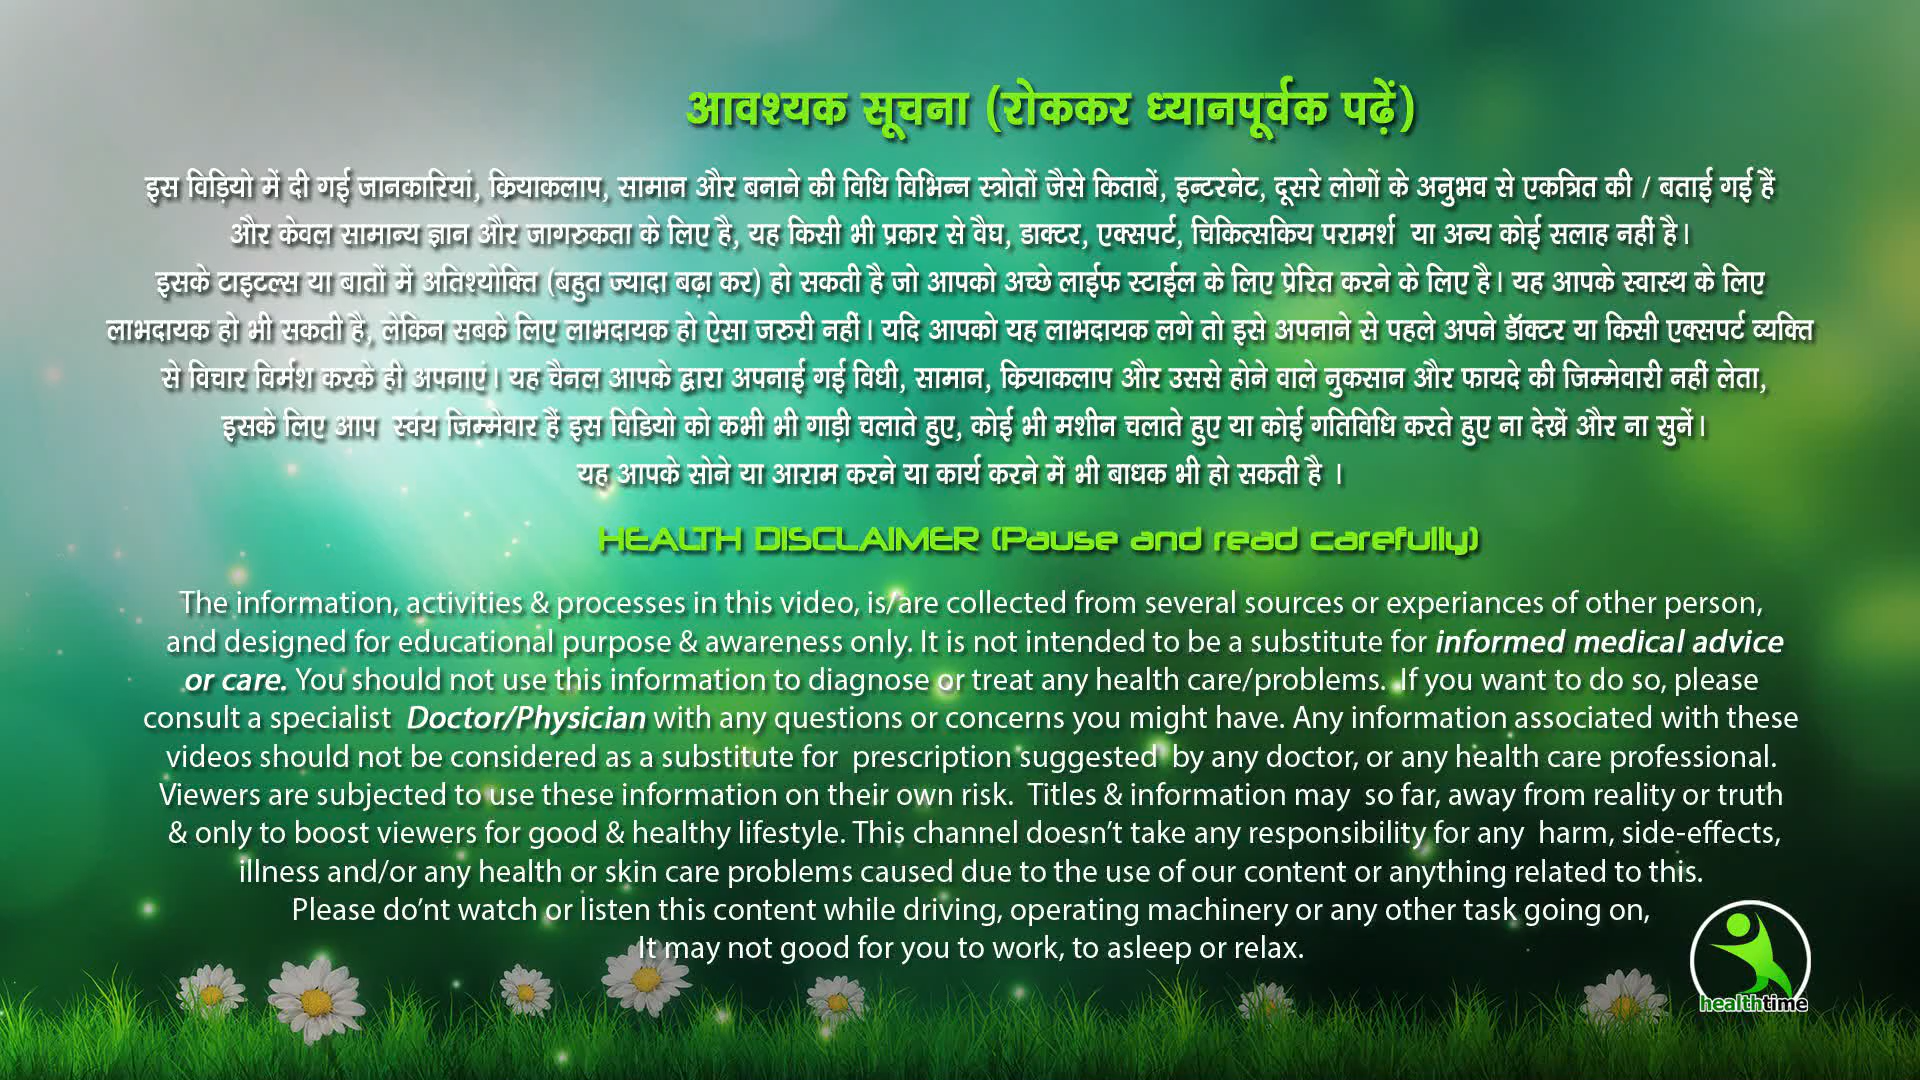 आवश्यक सूचना (रोककर ध्यानपूर्वक पढ़ें)
इस विड़ियो में दी गई जानकारियां, क्रियाकलाप, सामान और बनाने की विधि विभिन्न स्त्रोतों जैसे किताबें, इन्टरनेट, दूसरे लोगों के अनुभव से एकत्रित की / बताई गई हैं
और केवल सामान्य ज्ञान और जागरुकता के लिए है, यह किसी भी प्रकार से वैघ, डाक्टर, एक्सपर्ट, चिकित्सकिय परामर्श या अन्य कोई सलाह नहीं है।
इसके टाइटल्स या बातों में अतिश्योक्ति (बहुत ज्यादा बढ़ा कर) हो सकती है जो आपको अच्छे लाईफ स्टाईल के लिए प्रेरित करने के लिए है। यह आपके स्वास्थ के लिए
लाभदायक हो भी सकती है, लेकिन सबके लिए लाभदायक हो ऐसा जरुरी नहीं। यदि आपको यह लाभदायक लगे तो इसे अपनाने से पहले अपने डॉक्टर या किसी एक्सपर्ट व्यक्ति
से विचार विर्मश करके ही अपनाएं। यह चैनल आपके द्वारा अपनाई गई विधी, सामान, क्रियाकलाप और उससे होने वाले नुकसान और फायदे की जिम्मेवारी नहीं लेता,
इसके लिए आप स्वंय जिम्मेवार हैं इस विडियो को कभी भी गाड़ी चलाते हुए, कोई भी मशीन चलाते हुए या कोई गतिविधि करते हुए ना देखें और ना सुनें।
यह आपके सोने या आराम करने या कार्य करने में भी बाधक भी हो सकती है ।
HEALTH DISCLAIMER (Pause and read carefully)
The information, activities & processes in this video, is/are collected from several sources or experiances of other person,
and designed for educational purpose & awareness only. It is not intended to be a substitute for informed medical advice
or care. You should not use this information to diagnose or treat any health care/problems. If you want to do so, please
consult a specialist Doctor/Physician with any questions or concerns you might have. Any information associated with these
videos should not be considered as a substitute for prescription suggested by any doctor, or any health care professional.
Viewers are subjected to use these information on their own risk. Titles & information may so far, away from reality or truth
& only to boost viewers for good & healthy lifestyle. This channel doesn't take any responsibility for any harm, side-effects,
illness and/or any health or skin care problems caused due to the use of our content or anything related to this.
Please do'nt watch or listen this content while driving, operating machinery or any other task going on,
It may not good for you to work, to asleep or relax.
healthtime